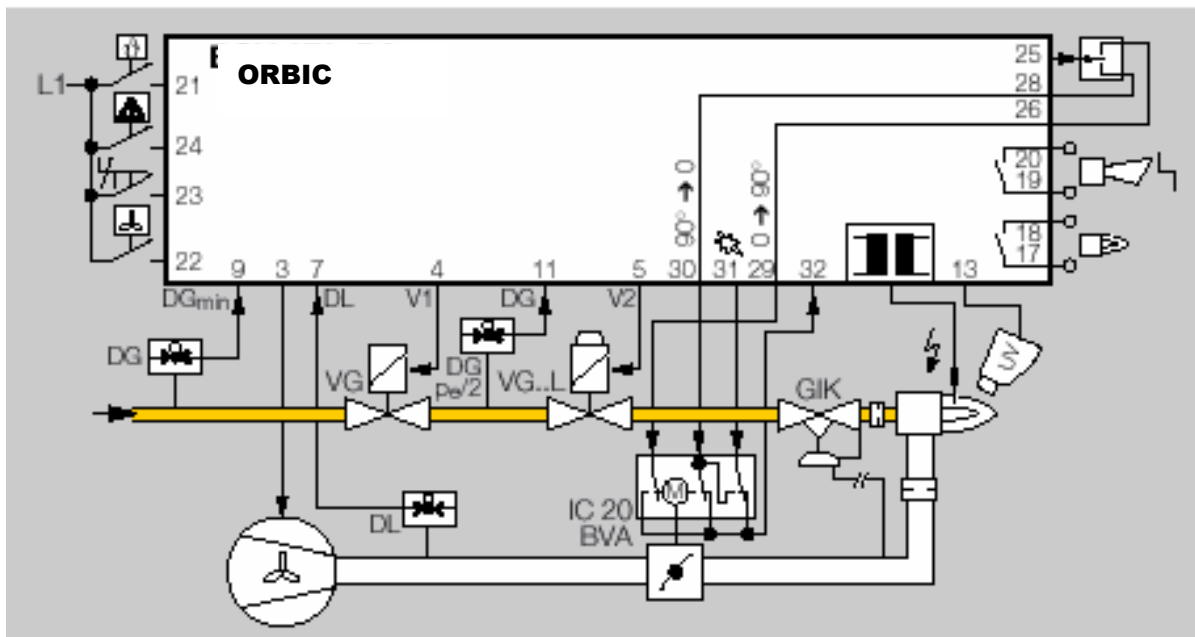 ORBIC
25
28
26
L1
21
24
23
22
20
19
18
17
90° → 0
0 → 90°
9 3 7 4 11 5 30 31 29 32 13
DGmin DL V1 DG V2
DG
VG
DG
pe/2
VG..L
GIK
UV
M
IC 20
BVA
DL